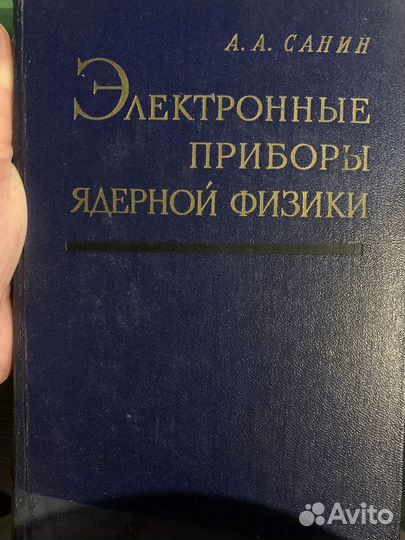 А. А. САНИН
ЭЛЕКТРОННЫЕ
ПРИБОРЫ
ЯДЕРНОЙ ФИЗИКИ
Avito